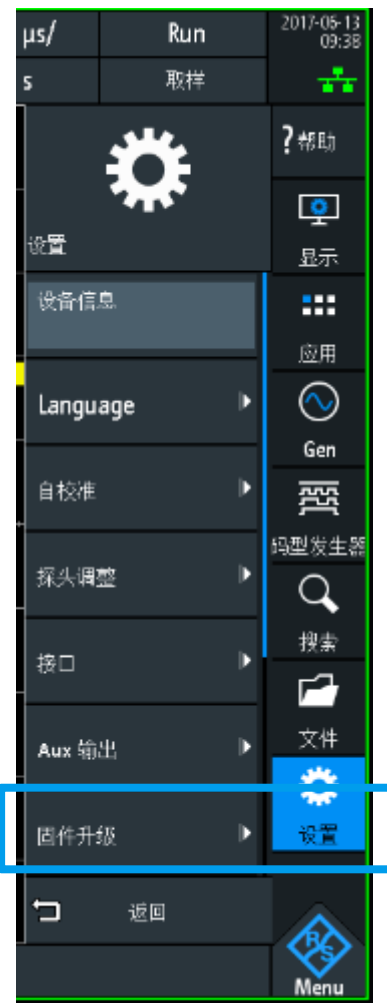 µs/
Run
2017-06-13
09:38
s
取样
?帮助
设置
显示
设备信息
应用
Language
Gen
自校准
码型发生器
探头调整
搜索
接口
文件
Aux 输出
设置
固件升级
返回
R/S
Menu